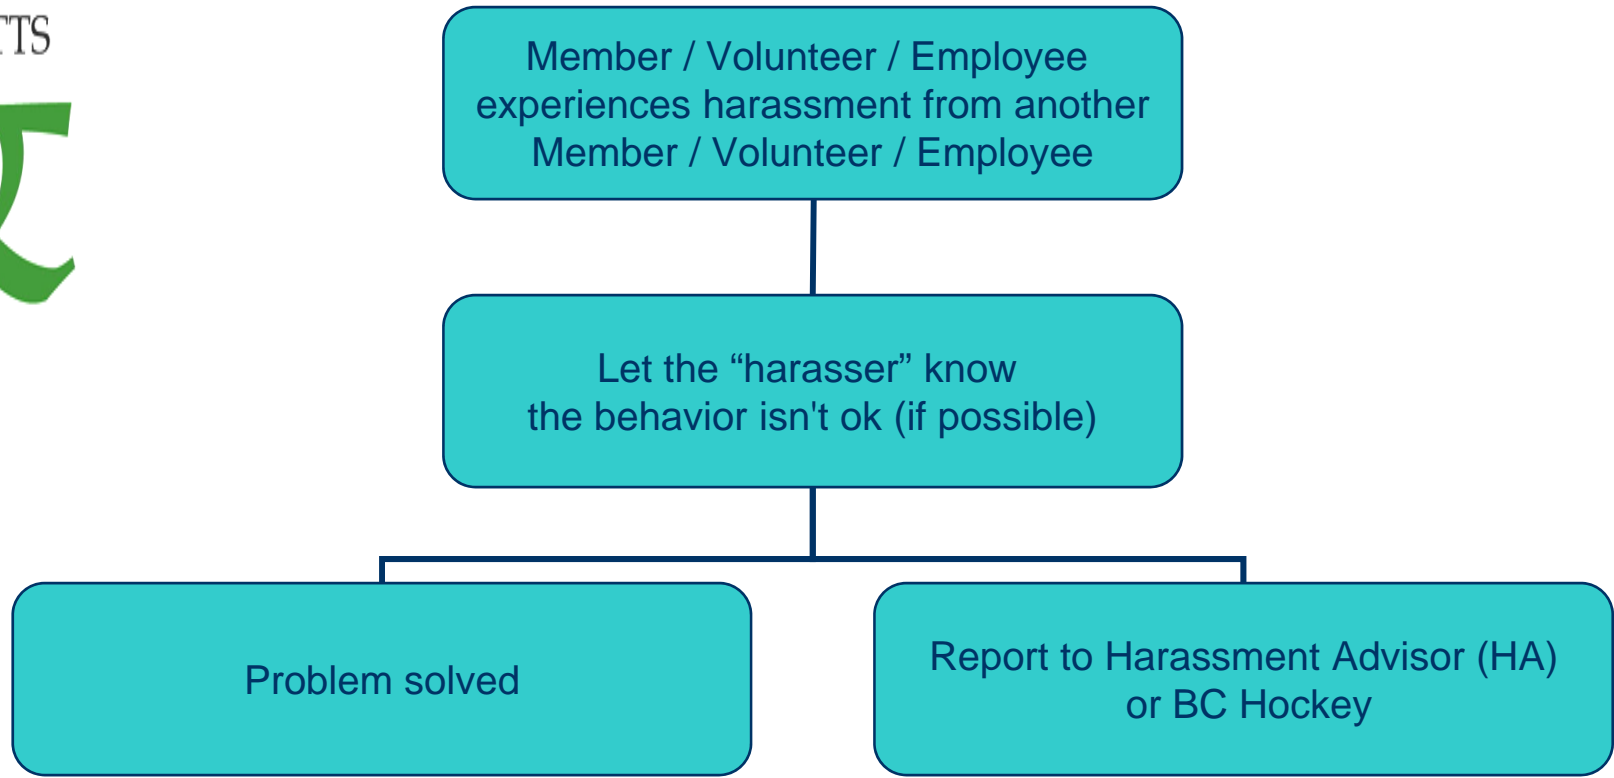 Member / Volunteer / Employee
experiences harassment from another
Member / Volunteer / Employee
Let the “harasser” know
the behavior isn't ok (if possible)
Problem solved
Report to Harassment Advisor (HA)
or BC Hockey